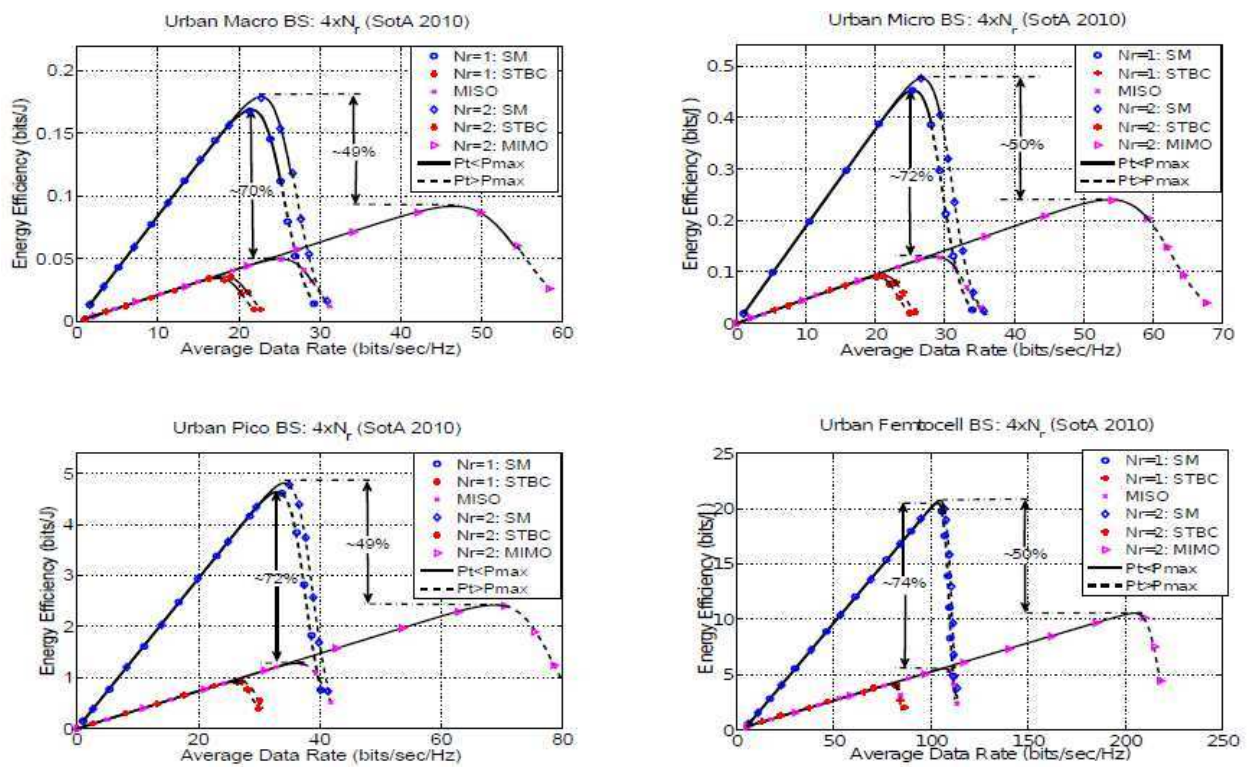 Urban Macro BS: 4xNr (SotA 2010)
Energy Efficiency (bits/J)
0.2
0.15
0.1
0.05
0
0
10
20
30
40
50
60
Average Data Rate (bits/sec/Hz)
~70%
~49%
Nr=1: SM
Nr=1: STBC
MISO
Nr=2: SM
Nr=2: STBC
Nr=2: MIMO
Pt<Pmax
Pt>Pmax
Urban Micro BS: 4xNr (SotA 2010)
Energy Efficiency (bits/J)
0.5
0.4
0.3
0.2
0.1
0
0
10
20
30
40
50
60
70
Average Data Rate (bits/sec/Hz)
~72%
~50%
Nr=1: SM
Nr=1: STBC
MISO
Nr=2: SM
Nr=2: STBC
Nr=2: MIMO
Pt<Pmax
Pt>Pmax
Urban Pico BS: 4xNr (SotA 2010)
Energy Efficiency (bits/J)
5
4
3
2
1
0
0
20
40
60
80
Average Data Rate (bits/sec/Hz)
~72%
~49%
Nr=1: SM
Nr=1: STBC
MISO
Nr=2: SM
Nr=2: STBC
Nr=2: MIMO
Pt<Pmax
Pt>Pmax
Urban Femtocell BS: 4xNr (SotA 2010)
Energy Efficiency (bits/J)
25
20
15
10
5
0
0
50
100
150
200
250
Average Data Rate (bits/sec/Hz)
~74%
~50%
Nr=1: SM
Nr=1: STBC
MISO
Nr=2: SM
Nr=2: STBC
Nr=2: MIMO
Pt<Pmax
Pt>Pmax